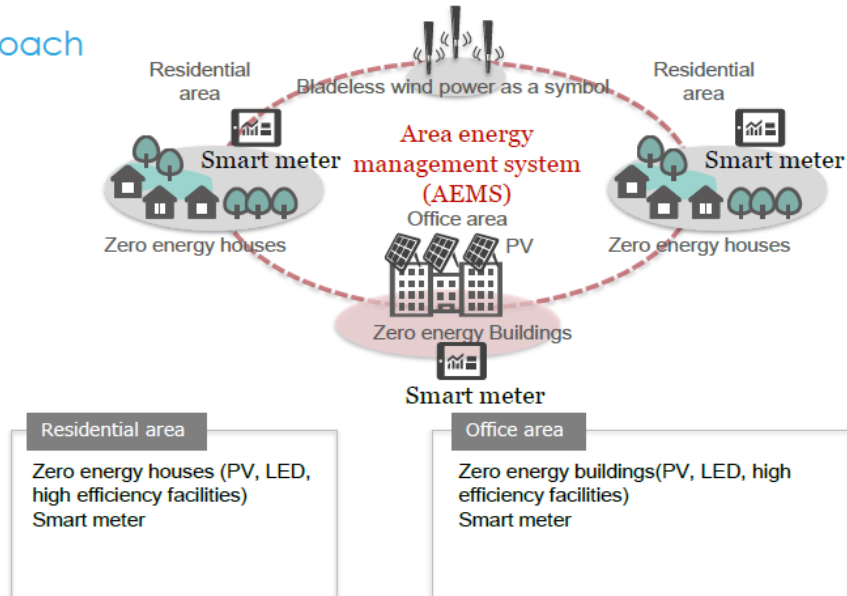 oach
Residential
area
Bladeless wind power as a symbol
Residential
area
Smart meter
Area energy
management system
(AEMS)
Smart meter
Office area
PV
Zero energy houses
Zero energy houses
Zero energy Buildings
Smart meter
Residential area
Zero energy houses (PV, LED,
high efficiency facilities)
Smart meter
Office area
Zero energy buildings(PV, LED, high
efficiency facilities)
Smart meter